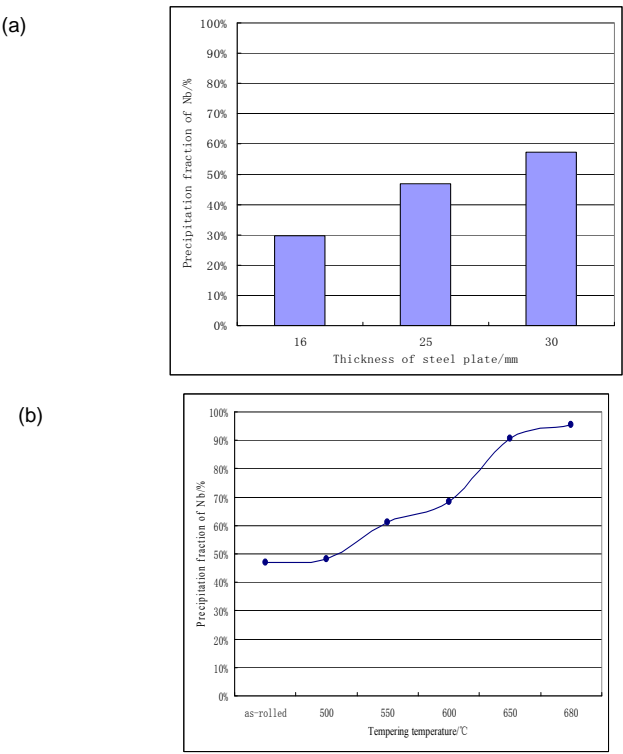 (a)
100%
90%
80%
70%
60%
50%
40%
30%
20%
10%
0%
Precipitation fraction of Nb/%
16 25 30
Thickness of steel plate/mm
(b)
100%
90%
80%
70%
60%
50%
40%
30%
20%
10%
0%
Precipitation fraction of Nb/%
as-rolled 500 550 600 650 680
Tempering temperature/℃